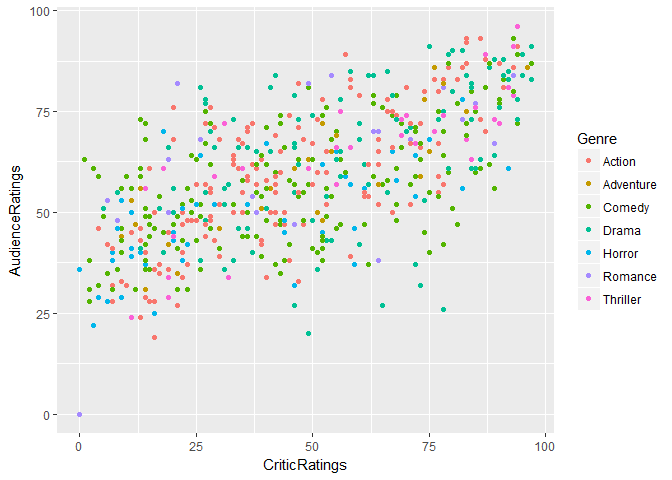 100
75
50
25
0
AudienceRatings
0 25 50 75 100
CriticRatings
Genre
Action
Adventure
Comedy
Drama
Horror
Romance
Thriller